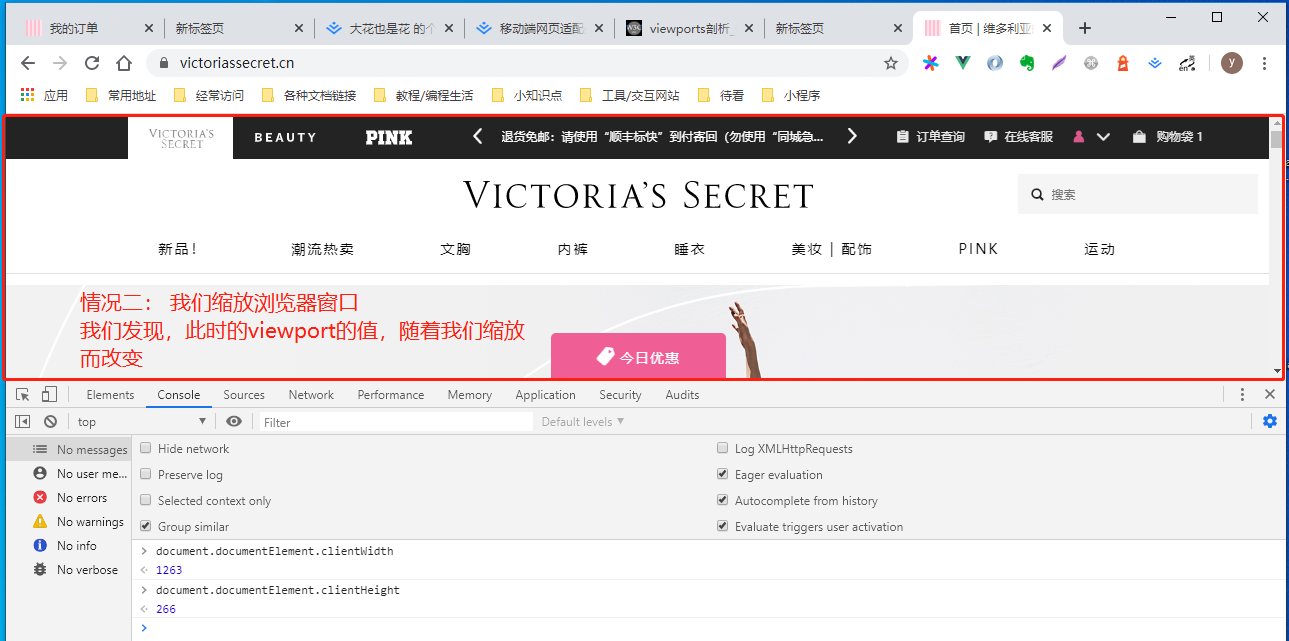 我的订单
新标签页
大花也是花 的个
移动端网页适配
viewports剖析_
新标签页
首页 | 维多利亚
victoriassecret.cn
y
应用
常用地址
经常访问
各种文档链接
教程/编程生活
小知识点
工具/交互网站
待看
小程序
VICTORIA'S SECRET
BEAUTY
PINK
退货免邮：请使用“顺丰标快”到付寄回（勿使用“同城急...
订单查询
在线客服
购物袋 1
VICTORIA'S SECRET
搜索
新品！
潮流热卖
文胸
内裤
睡衣
美妆 | 配饰
PINK
运动
情况二： 我们缩放浏览器窗口
我们发现，此时的viewport的值，随着我们缩放
而改变
今日优惠
Elements
Console
Sources
Network
Performance
Memory
Application
Security
Audits
top
Filter
Default levels
No messages
No user me...
No errors
No warnings
No info
No verbose
Hide network
Preserve log
Selected context only
Group similar
Log XMLHttpRequests
Eager evaluation
Autocomplete from history
Evaluate triggers user activation
document.documentElement.clientWidth
1263
document.documentElement.clientHeight
266